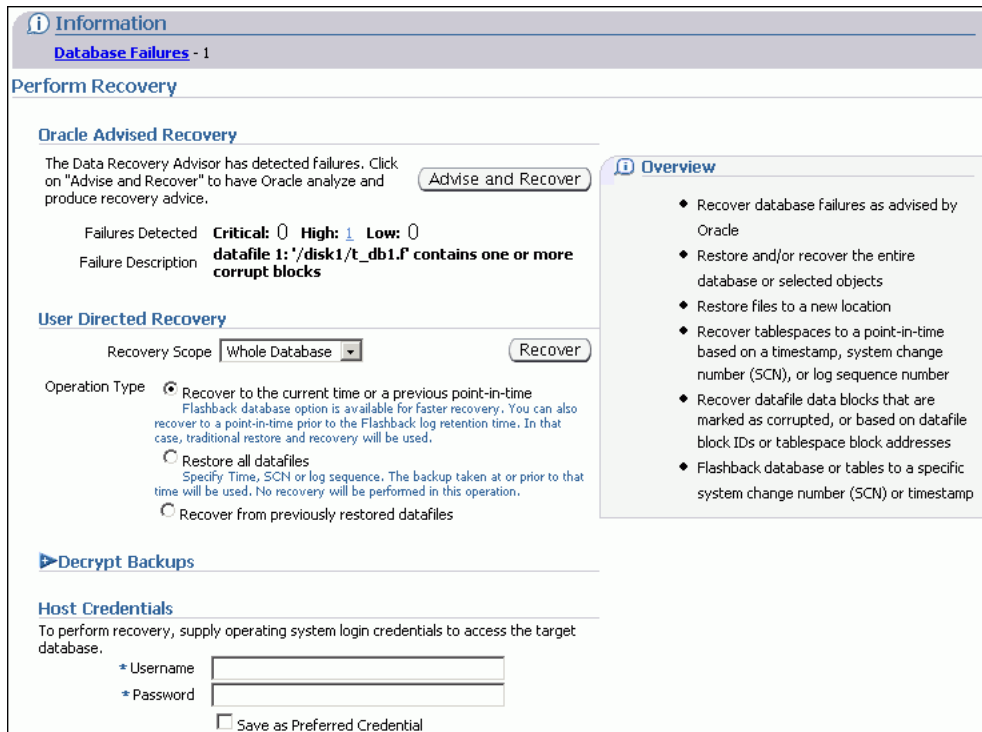 Information
Database Failures - 1
Perform Recovery
Oracle Advised Recovery
The Data Recovery Advisor has detected failures. Click
on "Advise and Recover" to have Oracle analyze and
produce recovery advice.
Advise and Recover
Failures Detected Critical: 0 High: 1 Low: 0
Failure Description datafile 1: '/disk1/t_db1.f' contains one or more
corrupt blocks
User Directed Recovery
Recovery Scope Whole Database Recover
Operation Type Recover to the current time or a previous point-in-time
Flashback database option is available for faster recovery. You can also
recover to a point-in-time prior to the Flashback log retention time. In that
case, traditional restore and recovery will be used.
Restore all datafiles
Specify Time, SCN or log sequence. The backup taken at or prior to that
time will be used. No recovery will be performed in this operation.
Recover from previously restored datafiles
Decrypt Backups
Host Credentials
To perform recovery, supply operating system login credentials to access the target
database.
* Username
* Password
Save as Preferred Credential
Overview
Recover database failures as advised by
Oracle
Restore and/or recover the entire
database or selected objects
Restore files to a new location
Recover tablespaces to a point-in-time
based on a timestamp, system change
number (SCN), or log sequence number
Recover datafile data blocks that are
marked as corrupted, or based on datafile
block IDs or tablespace block addresses
Flashback database or tables to a specific
system change number (SCN) or timestamp